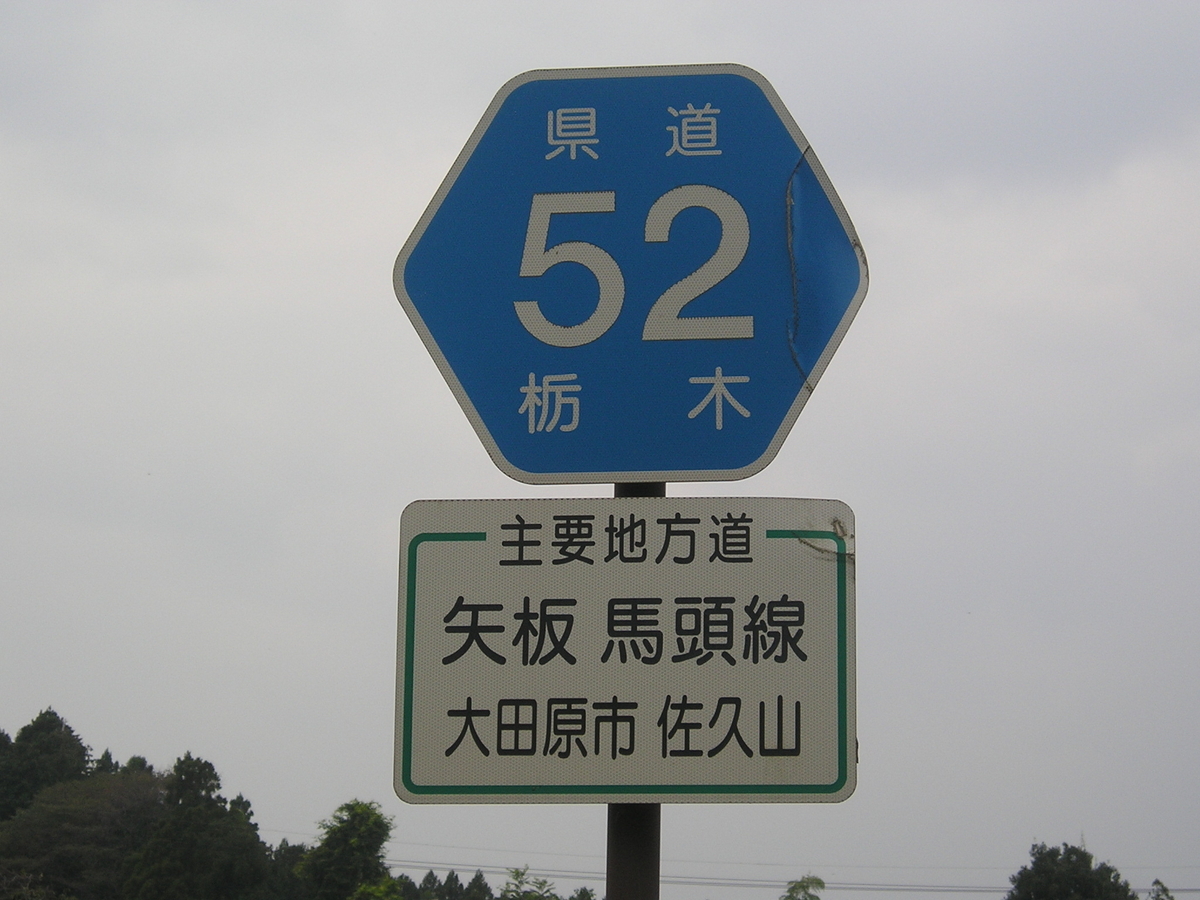 県道
52
栃木
主要地方道
矢板 馬頭線
大田原市 佐久山